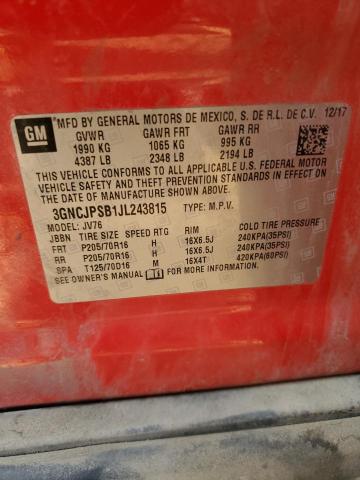 GM
MFD BY GENERAL MOTORS DE MEXICO, S. DE R.L. DE C.V. 12/17
GVWR GAWR FRT GAWR RR
1990 KG 1065 KG 995 KG
4387 LB 2348 LB 2194 LB
THIS VEHICLE CONFORMS TO ALL APPLICABLE U.S. FEDERAL
MOTOR VEHICLE SAFETY STANDARDS IN EFFECT ON
THE DATE OF MANUFACTURE SHOWN ABOVE.
3GNCJPSB1JL243815 TYPE: M.P.V.
MODEL: JV76
JBBN TIRE SIZE SPEED RTG RIM COLD TIRE PRESSURE
FRT P205/70R16 H 16X6.5J 240KPA(35PSI)
RR P205/70R16 H 16X6.5J 240KPA(35PSI)
SPA T125/70D16 M 16X4T 420KPA(60PSI)
SEE OWNER'S MANUAL FOR ADDITIONAL INFORMATION.